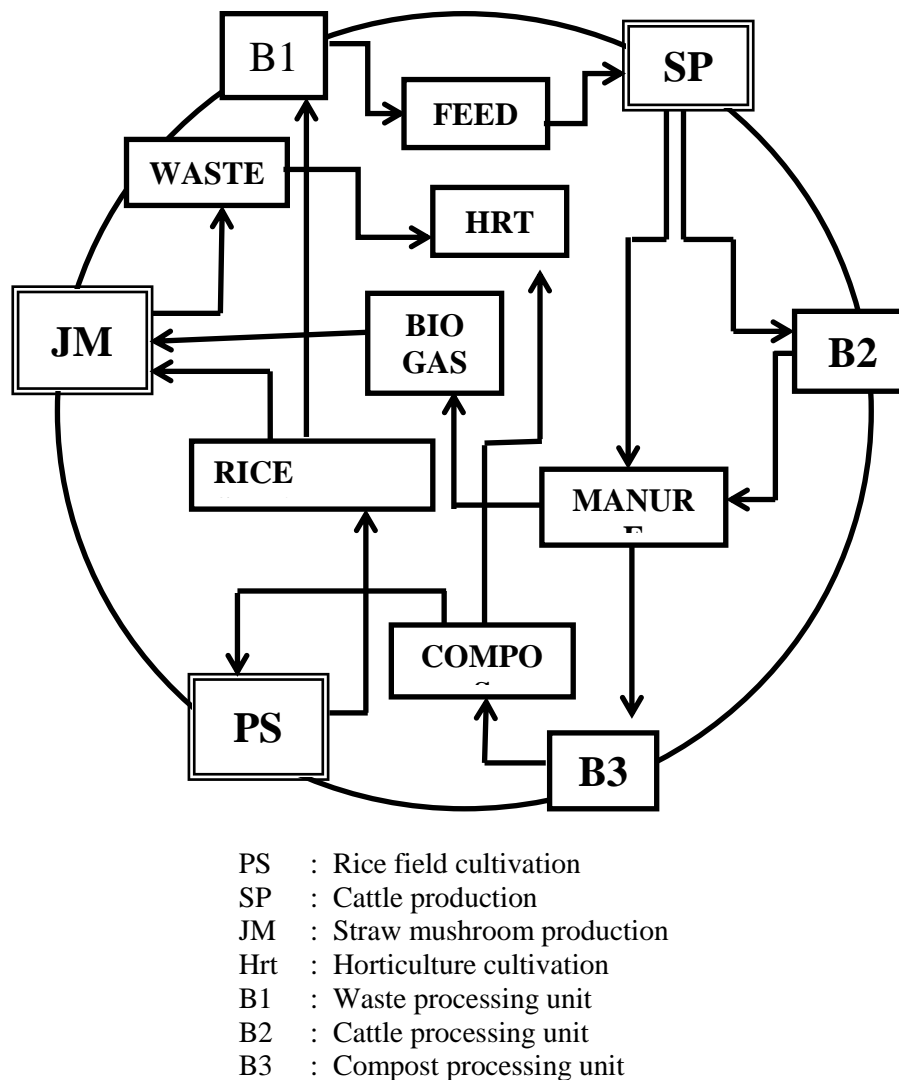 B1
SP
FEED
WASTE
HRT
JM
BIO
GAS
B2
RICE
MANUR
COMPO
PS
B3
PS : Rice field cultivation
SP : Cattle production
JM : Straw mushroom production
Hrt : Horticulture cultivation
B1 : Waste processing unit
B2 : Cattle processing unit
B3 : Compost processing unit